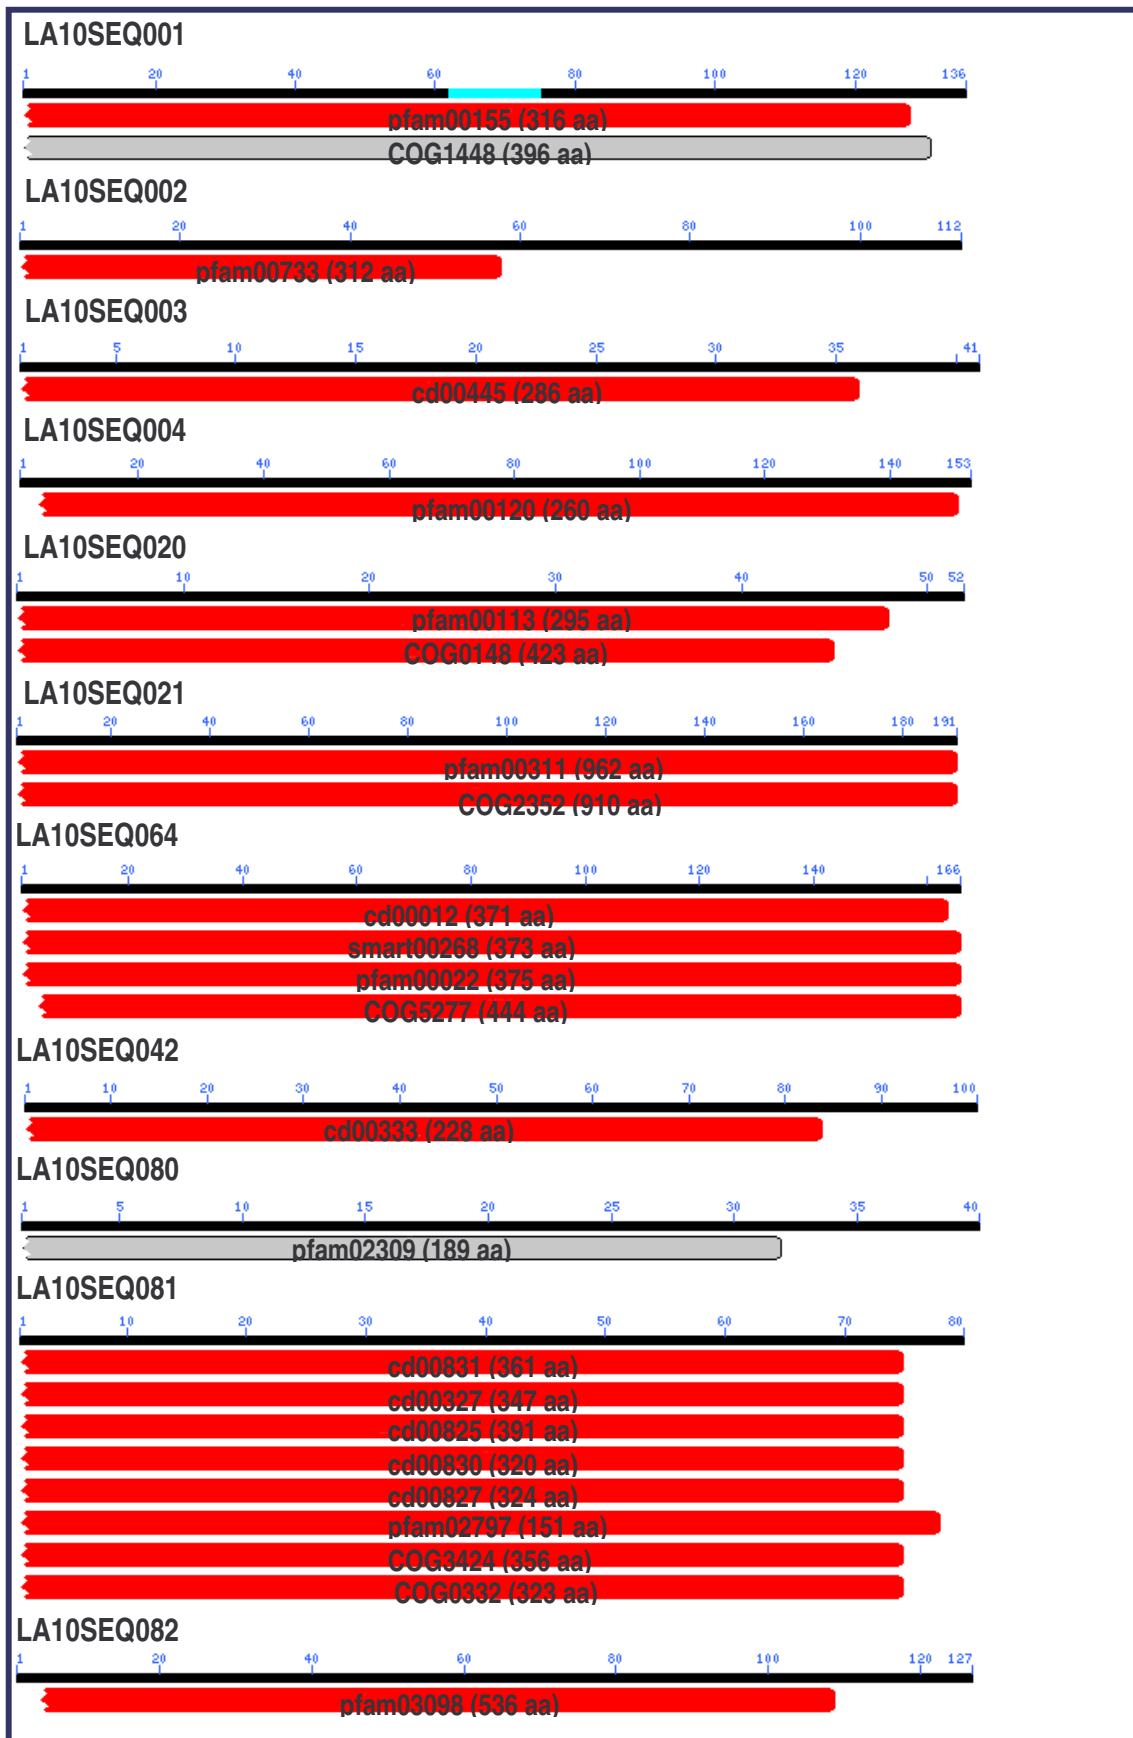 LA10SEQ001
1 20 40 60 80 100 120 136
pfam00155 (316 aa)
COG1448 (396 aa)
LA10SEQ002
1 20 40 60 80 100 112
pfam00733 (312 aa)
LA10SEQ003
1 5 10 15 20 25 30 35 41
cd00445 (286 aa)
LA10SEQ004
1 20 40 60 80 100 120 140 153
pfam00120 (260 aa)
LA10SEQ020
1 10 20 30 40 50 52
pfam00113 (295 aa)
COG0148 (423 aa)
LA10SEQ021
1 20 40 60 80 100 120 140 160 180 191
pfam00311 (962 aa)
COG2352 (910 aa)
LA10SEQ064
1 20 40 60 80 100 120 140 166
cd00012 (371 aa)
smart00268 (373 aa)
pfam00022 (375 aa)
COG5277 (444 aa)
LA10SEQ042
1 10 20 30 40 50 60 70 80 90 100
cd00333 (228 aa)
LA10SEQ080
1 5 10 15 20 25 30 35 40
pfam02309 (189 aa)
LA10SEQ081
1 10 20 30 40 50 60 70 80
cd00831 (361 aa)
cd00327 (347 aa)
cd00825 (391 aa)
cd00830 (320 aa)
cd00827 (324 aa)
pfam02797 (151 aa)
COG3424 (356 aa)
COG0332 (323 aa)
LA10SEQ082
1 20 40 60 80 100 120 127
pfam03098 (536 aa)